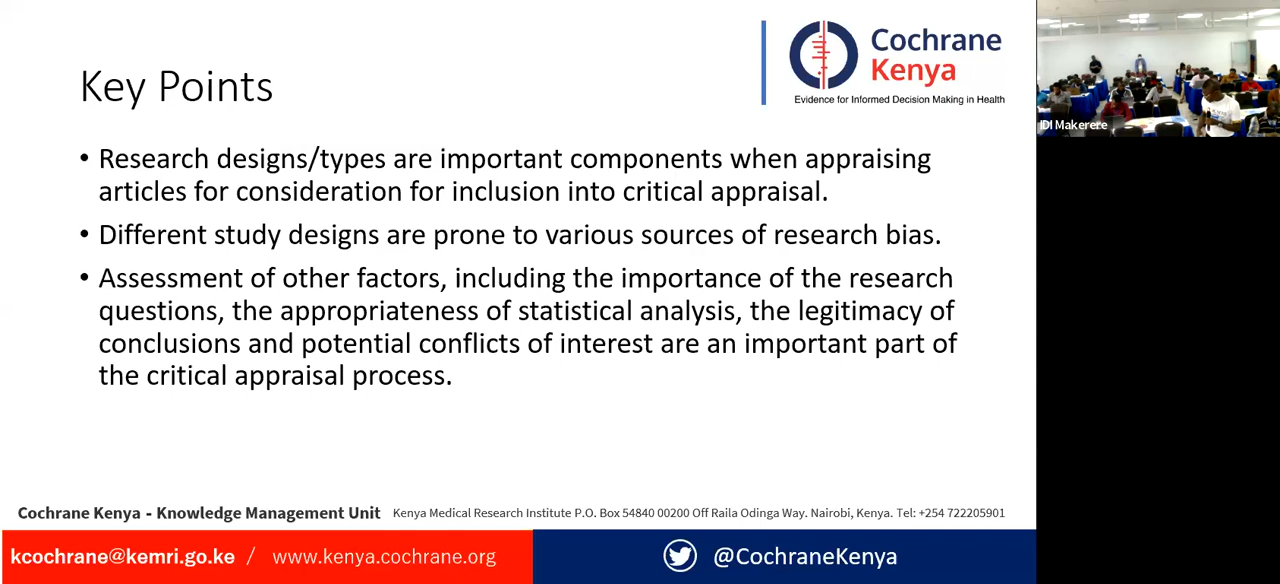 Key Points
Cochrane
Kenya
Evidence for Informed Decision Making in Health
• Research designs/types are important components when appraising
articles for consideration for inclusion into critical appraisal.
• Different study designs are prone to various sources of research bias.
• Assessment of other factors, including the importance of the research
questions, the appropriateness of statistical analysis, the legitimacy of
conclusions and potential conflicts of interest are an important part of
the critical appraisal process.
Cochrane Kenya - Knowledge Management Unit Kenya Medical Research Institute P.O. Box 54840 00200 Off Raila Odinga Way. Nairobi, Kenya. Tel: +254 722205901
kcochrane@kemri.go.ke / www.kenya.cochrane.org
@CochraneKenya
IDI Makerere